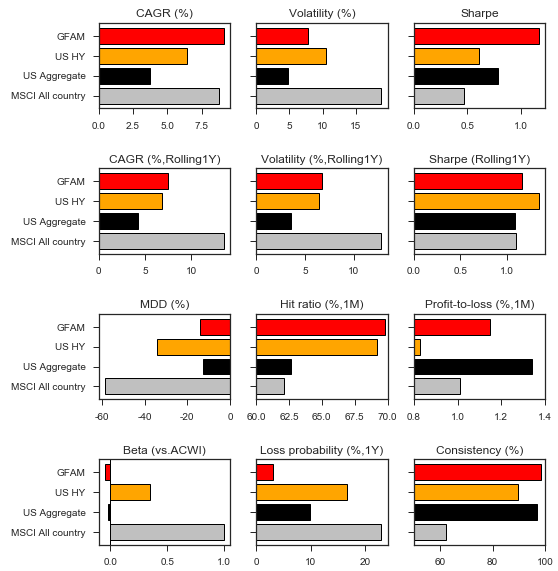 CAGR (%) Volatility (%) Sharpe
GFAM
US HY
US Aggregate
MSCI All country
0.0 2.5 5.0 7.5 0 5 10 15 0.0 0.5 1.0
CAGR (%,Rolling1Y) Volatility (%,Rolling1Y) Sharpe (Rolling1Y)
GFAM
US HY
US Aggregate
MSCI All country
0 5 10 0 5 10 0.0 0.5 1.0
MDD (%) Hit ratio (%,1M) Profit-to-loss (%,1M)
GFAM
US HY
US Aggregate
MSCI All country
-60 -40 -20 0 60.0 62.5 65.0 67.5 70.0 0.8 1.0 1.2 1.4
Beta (vs.ACWI) Loss probability (%,1Y) Consistency (%)
GFAM
US HY
US Aggregate
MSCI All country
0.0 0.5 1.0 0 10 20 60 80 100